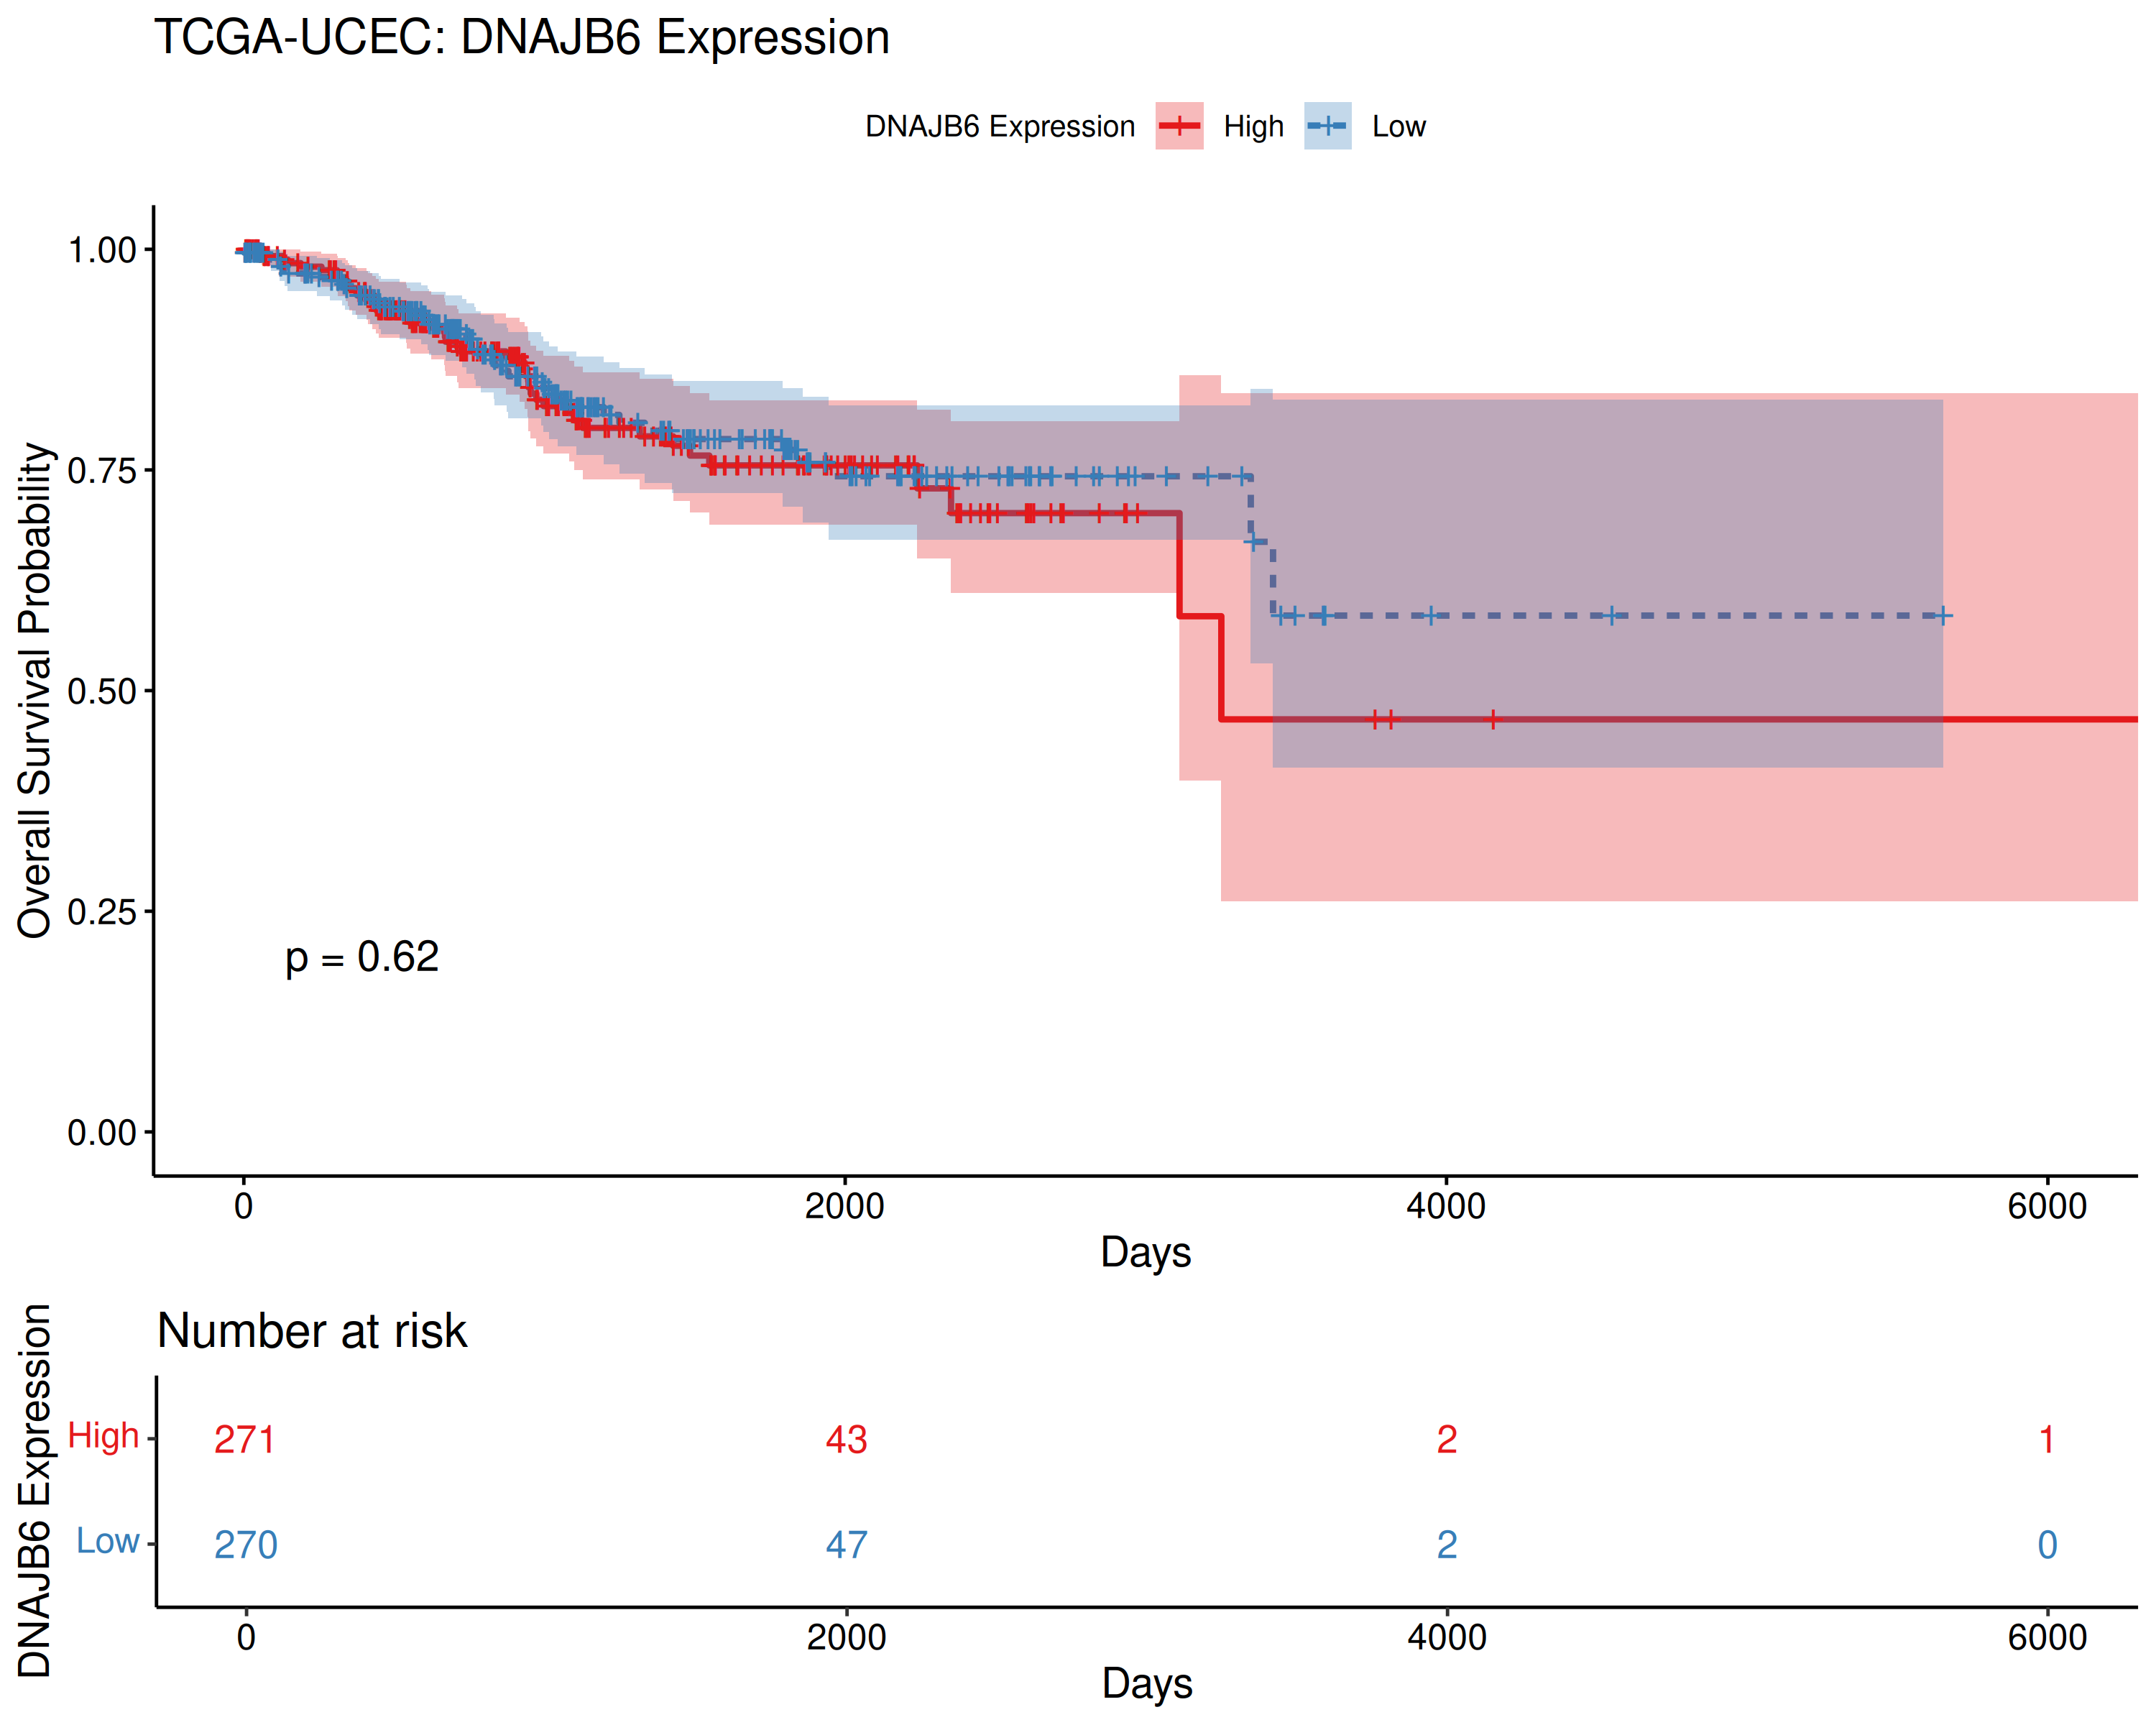 TCGA-UCEC: DNAJB6 Expression
DNAJB6 Expression High Low
Overall Survival Probability
1.00
0.75
0.50
0.25
0.00
p = 0.62
0 2000 4000 6000
Days
Number at risk
DNAJB6 Expression
High 271 43 2 1
Low 270 47 2 0
0 2000 4000 6000
Days